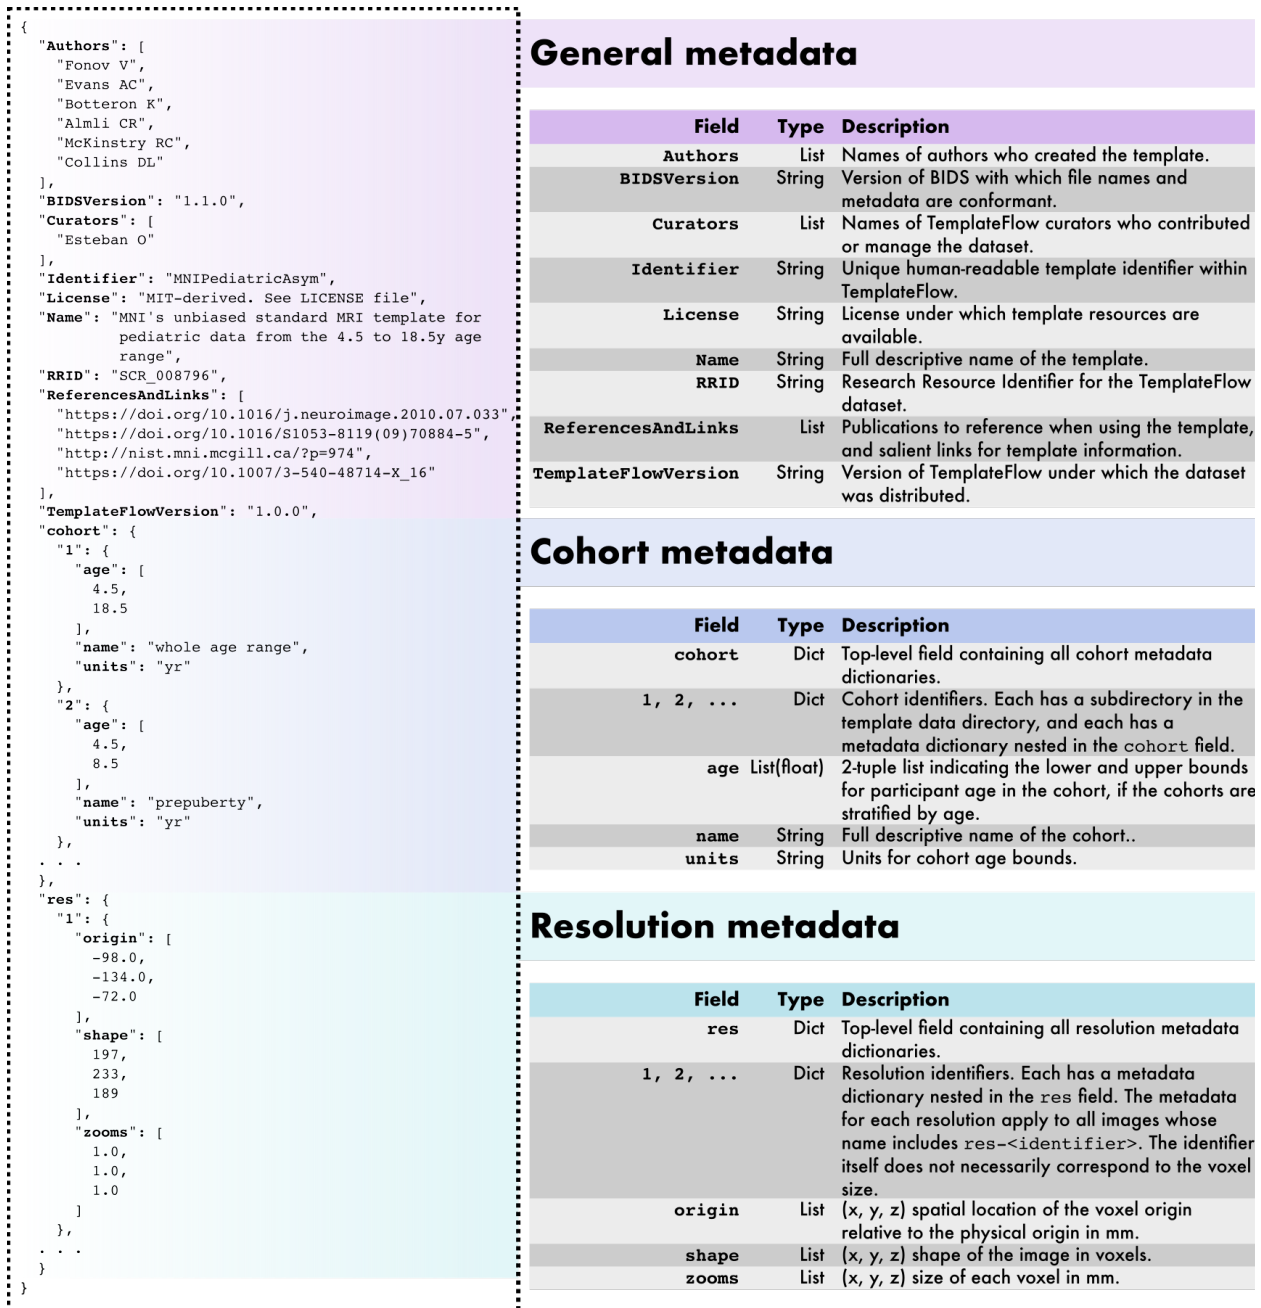 {
"Authors": [
"Fonov V",
"Evans AC",
"Botteron K",
"Almli CR",
"McKinstry RC",
"Collins DL"
],
"BIDSVersion": "1.1.0",
"Curators": [
"Esteban O"
],
"Identifier": "MNIPediatricAsym",
"License": "MIT-derived. See LICENSE file",
"Name": "MNI's unbiased standard MRI template for
pediatric data from the 4.5 to 18.5y age
range",
"RRID": "SCR_008796",
"ReferencesAndLinks": [
"https://doi.org/10.1016/j.neuroimage.2010.07.033",
"https://doi.org/10.1016/S1053-8119(09)70884-5",
"http://nist.mni.mcgill.ca/?p=974",
"https://doi.org/10.1007/3-540-48714-X_16"
],
"TemplateFlowVersion": "1.0.0",
"cohort": {
"1": {
"age": [
4.5,
18.5
],
"name": "whole age range",
"units": "yr"
},
"2": {
"age": [
4.5,
8.5
],
"name": "prepuberty",
"units": "yr"
},
. . .
},
"res": {
"1": {
"origin": [
-98.0,
-134.0,
-72.0
],
"shape": [
197,
233,
189
],
"zooms": [
1.0,
1.0,
1.0
]
},
. . .
}
}
General metadata
Field Type Description
Authors List Names of authors who created the template.
BIDSVersion String Version of BIDS with which file names and
metadata are conformant.
Curators List Names of TemplateFlow curators who contributed
or manage the dataset.
Identifier String Unique human-readable template identifier within
TemplateFlow.
License String License under which template resources are
available.
Name String Full descriptive name of the template.
RRID String Research Resource Identifier for the TemplateFlow
dataset.
ReferencesAndLinks List Publications to reference when using the template,
and salient links for template information.
TemplateFlowVersion String Version of TemplateFlow under which the dataset
was distributed.
Cohort metadata
Field Type Description
cohort Dict Top-level field containing all cohort metadata
dictionaries.
1, 2, ... Dict Cohort identifiers. Each has a subdirectory in the
template data directory, and each has a
metadata dictionary nested in the cohort field.
age List(float) 2-tuple list indicating the lower and upper bounds
for participant age in the cohort, if the cohorts are
stratified by age.
name String Full descriptive name of the cohort..
units String Units for cohort age bounds.
Resolution metadata
Field Type Description
res Dict Top-level field containing all resolution metadata
dictionaries.
1, 2, ... Dict Resolution identifiers. Each has a metadata
dictionary nested in the res field. The metadata
for each resolution apply to all images whose
name includes res-<identifier>. The identifier
itself does not necessarily correspond to the voxel
size.
origin List (x, y, z) spatial location of the voxel origin
relative to the physical origin in mm.
shape List (x, y, z) shape of the image in voxels.
zooms List (x, y, z) size of each voxel in mm.